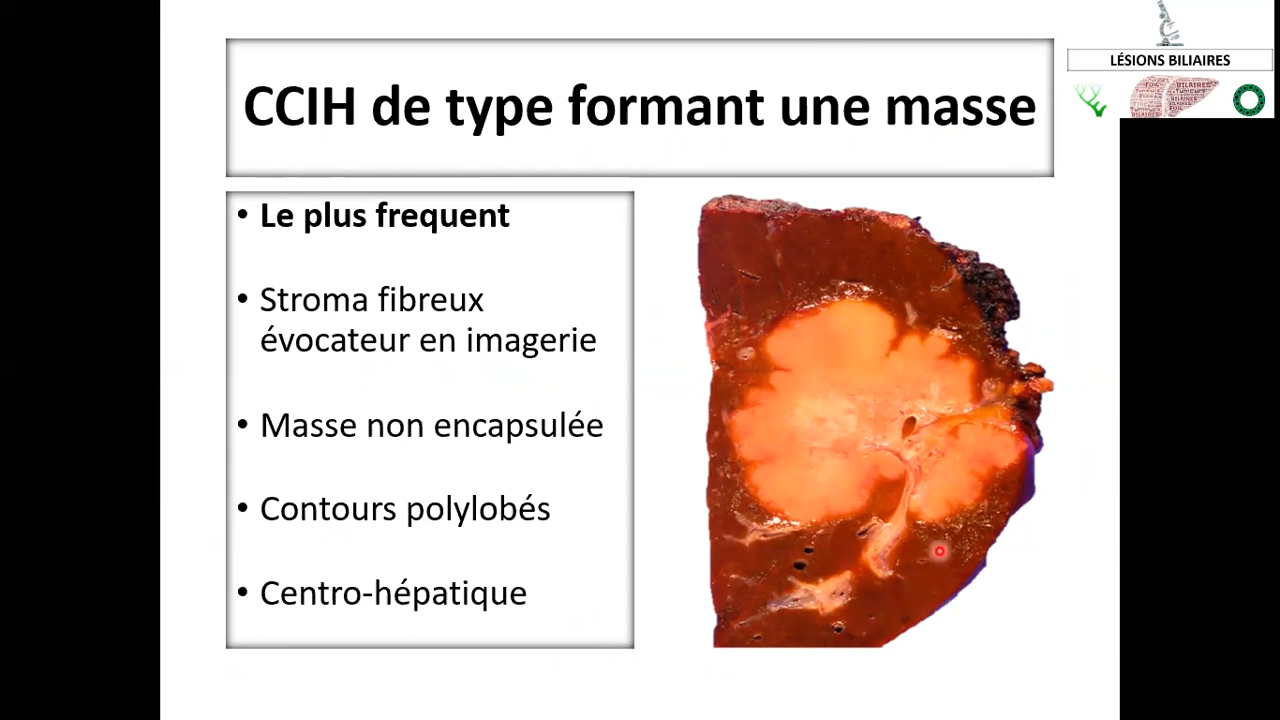 CCIH de type formant une masse
LÉSIONS BILIAIRES
• Le plus frequent
• Stroma fibreux
évocateur en imagerie
• Masse non encapsulée
• Contours polylobés
• Centro-hépatique